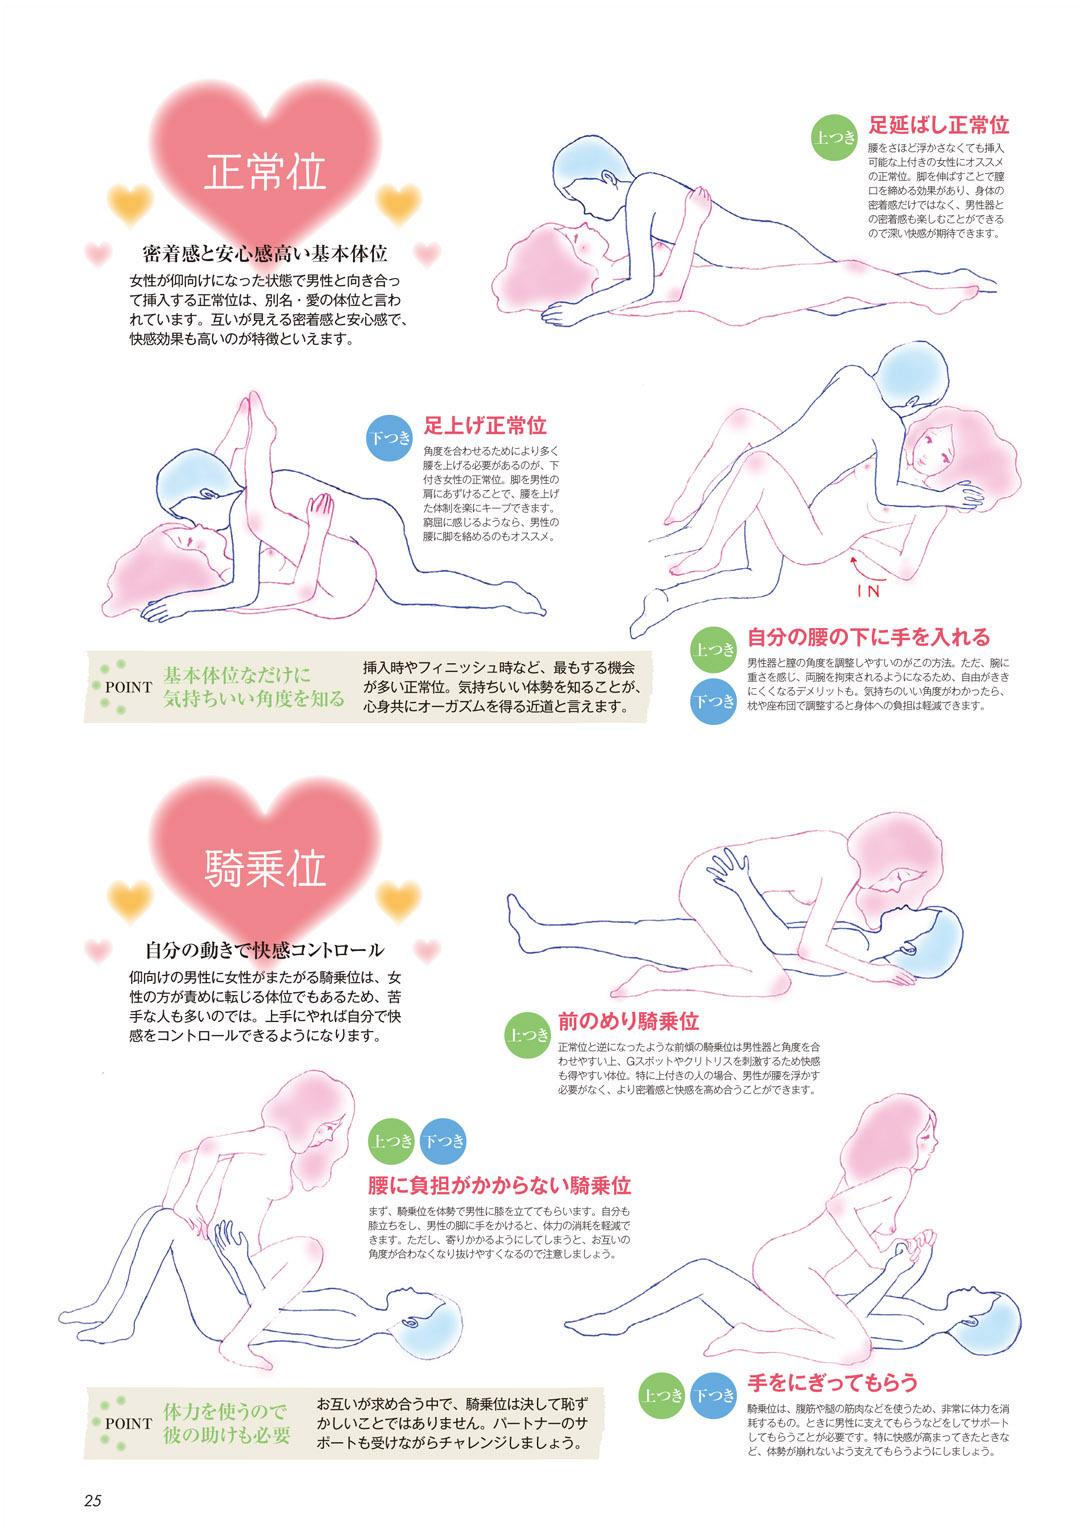 正常位
密着感と安心感高い基本体位
女性が仰向けになった状態で男性と向き合っ
て挿入する正常位は、別名・愛の体位と言わ
れています。互いが見える密着感と安心感で、
快感効果も高いのが特徴といえます。
上つき
足延ばし正常位
腰をさほど浮かさなくても挿入
可能な上付きの女性にオススメ
の正常位。脚を伸ばすことで膣
口を締める効果があり、身体の
密着感だけではなく、男性器と
の密着感も楽しむことができる
ので深い快感が期待できます。
下つき
足上げ正常位
角度を合わせるためにより多く
腰を上げる必要があるのが、下
付き女性の正常位。脚を男性の
肩にあずけることで、腰を上げ
た体制を楽にキープできます。
窮屈に感じるようなら、男性の
腰に脚を絡めるのもオススメ。
IN
上つき
下つき
自分の腰の下に手を入れる
男性器と膣の角度を調整しやすいのがこの方法。ただ、腕に
重さを感じ、両腕を拘束されるようになるため、自由がきき
にくくなるデメリットも。気持ちのいい角度がわかったら、
枕や座布団で調整すると身体への負担は軽減できます。
POINT
基本体位なだけに
気持ちいい角度を知る
挿入時やフィニッシュ時など、最もする機会
が多い正常位。気持ちいい体勢を知ることが、
心身共にオーガズムを得る近道と言えます。
騎乗位
自分の動きで快感コントロール
仰向けの男性に女性がまたがる騎乗位は、女
性の方が責めに転じる体位でもあるため、苦
手な人も多いのでは。上手にやれば自分で快
感をコントロールできるようになります。
上つき
前のめり騎乗位
正常位と逆になったような前傾の騎乗位は男性器と角度を合
わせやすい上、Gスポットやクリトリスを刺激するため快感
も得やすい体位。特に上付きの人の場合、男性が腰を浮かす
必要がなく、より密着感と快感を高め合うことができます。
上つき
下つき
腰に負担がかからない騎乗位
まず、騎乗位を体勢で男性に膝を立ててもらいます。自分も
膝立ちをし、男性の脚に手をかけると、体力の消耗を軽減で
きます。ただし、寄りかかるようにしてしまうと、お互いの
角度が合わなくなり抜けやすくなるので注意しましょう。
上つき
下つき
手をにぎってもらう
騎乗位は、腹筋や腿の筋肉などを使うため、非常に体力を消
耗するもの。ときに男性に支えてもらうなどをしてサポート
してもらうことが必要です。特に快感が高まってきたときな
ど、体勢が崩れないよう支えてもらうようにしましょう。
POINT
体力を使うので
彼の助けも必要
お互いが求め合う中で、騎乗位は決して恥ず
かしいことではありません。パートナーのサ
ポートも受けながらチャレンジしましょう。
25